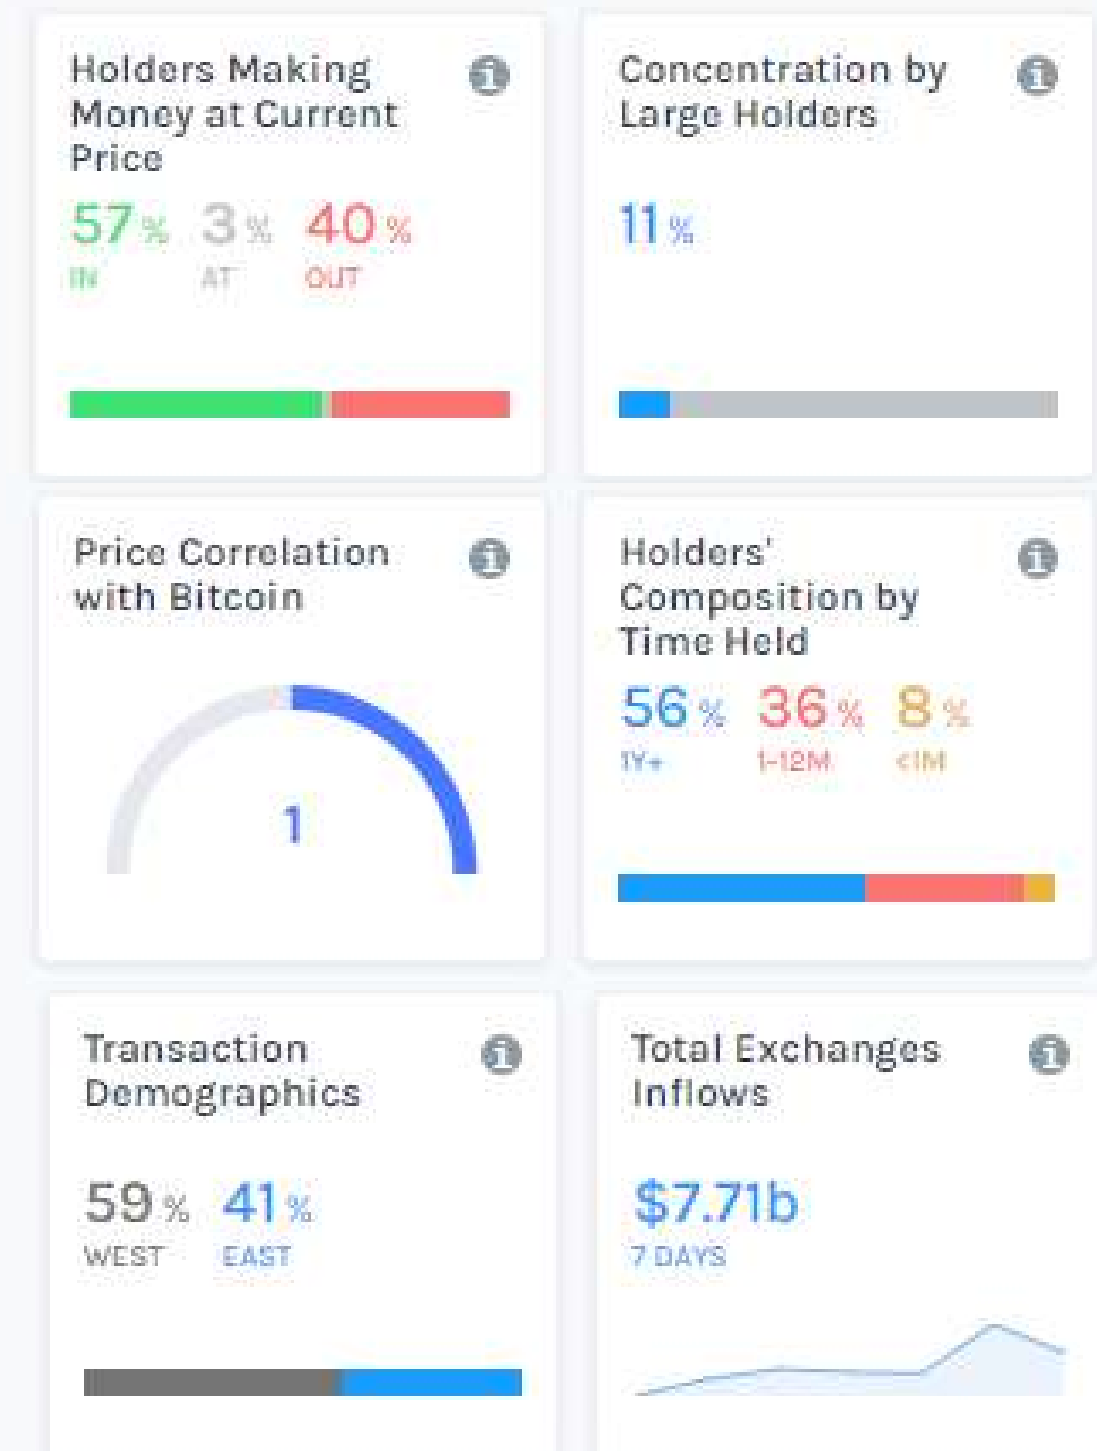 Holders Making
Money at Current
Price
57% 3% 40%
IN AT OUT
Concentration by
Large Holders
11%
Price Correlation
with Bitcoin
1
Holders'
Composition by
Time Held
56% 36% 8%
1Y+ 1-12M <1M
Transaction
Demographics
59% 41%
WEST EAST
Total Exchanges
Inflows
$7.71b
7 DAYS